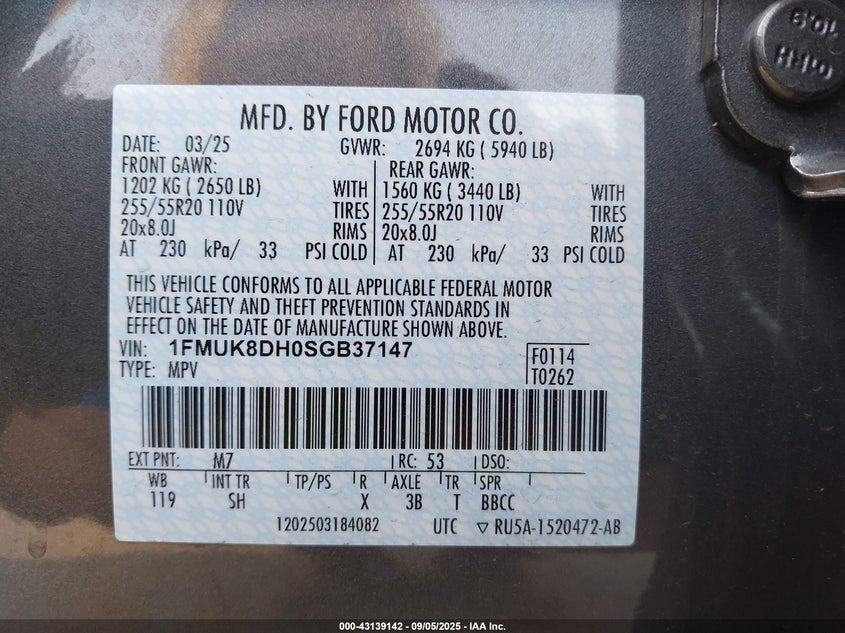 10.9
MFD. BY FORD MOTOR CO.
DATE: 03/25 GVWR: 2694 KG ( 5940 LB)
FRONT GAWR: REAR GAWR:
1202 KG ( 2650 LB) WITH 1560 KG ( 3440 LB) WITH
255/55R20 110V TIRES 255/55R20 110V TIRES
20x8.0J RIMS 20x8.0J RIMS
AT 230 kPa/ 33 PSI COLD AT 230 kPa/ 33 PSI COLD
THIS VEHICLE CONFORMS TO ALL APPLICABLE FEDERAL MOTOR
VEHICLE SAFETY AND THEFT PREVENTION STANDARDS IN
EFFECT ON THE DATE OF MANUFACTURE SHOWN ABOVE.
VIN: 1FMUK8DH0SGB37147 F0114
TYPE: MPV T0262
EXT PNT: M7 RC: 53 DSO:
WB INT TR TP/PS R AXLE TR SPR
119 SH X 3B T BBCC
1202503184082 UTC ▽ RU5A-1520472-AB
000-43139142 - 09/05/2025 - IAA Inc.